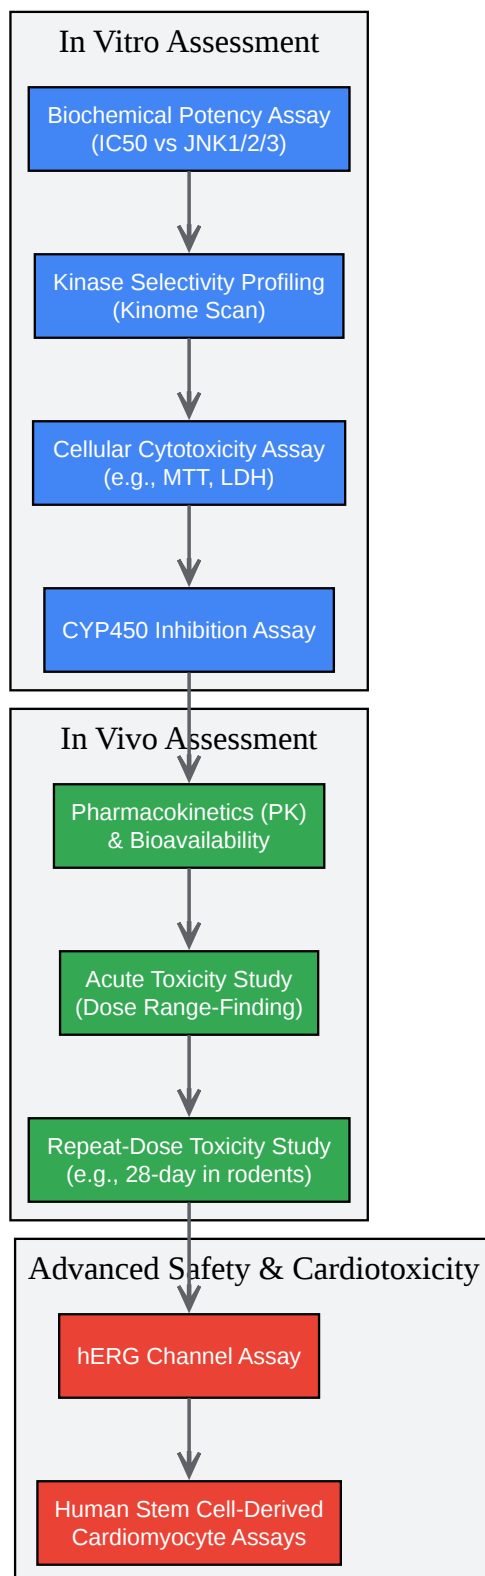 In Vitro Assessment
Biochemical Potency Assay
(IC50 vs JNK1/2/3)
Kinase Selectivity Profiling
(Kinome Scan)
Cellular Cytotoxicity Assay
(e.g., MTT, LDH)
CYP450 Inhibition Assay
In Vivo Assessment
Pharmacokinetics (PK)
& Bioavailability
Acute Toxicity Study
(Dose Range-Finding)
Repeat-Dose Toxicity Study
(e.g., 28-day in rodents)
Advanced Safety & Cardiotoxicity
hERG Channel Assay
Human Stem Cell-Derived
Cardiomyocyte Assays